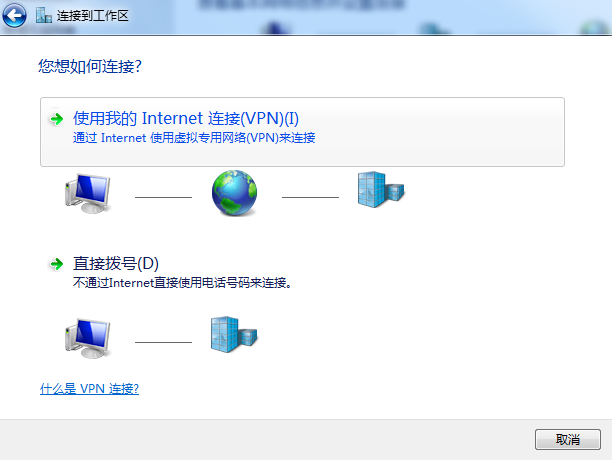 连接到工作区
您想如何连接?
使用我的 Internet 连接(VPN)(I)
通过 Internet 使用虚拟专用网络(VPN)来连接
直接拨号(D)
不通过Internet直接使用电话号码来连接。
什么是 VPN 连接?
取消